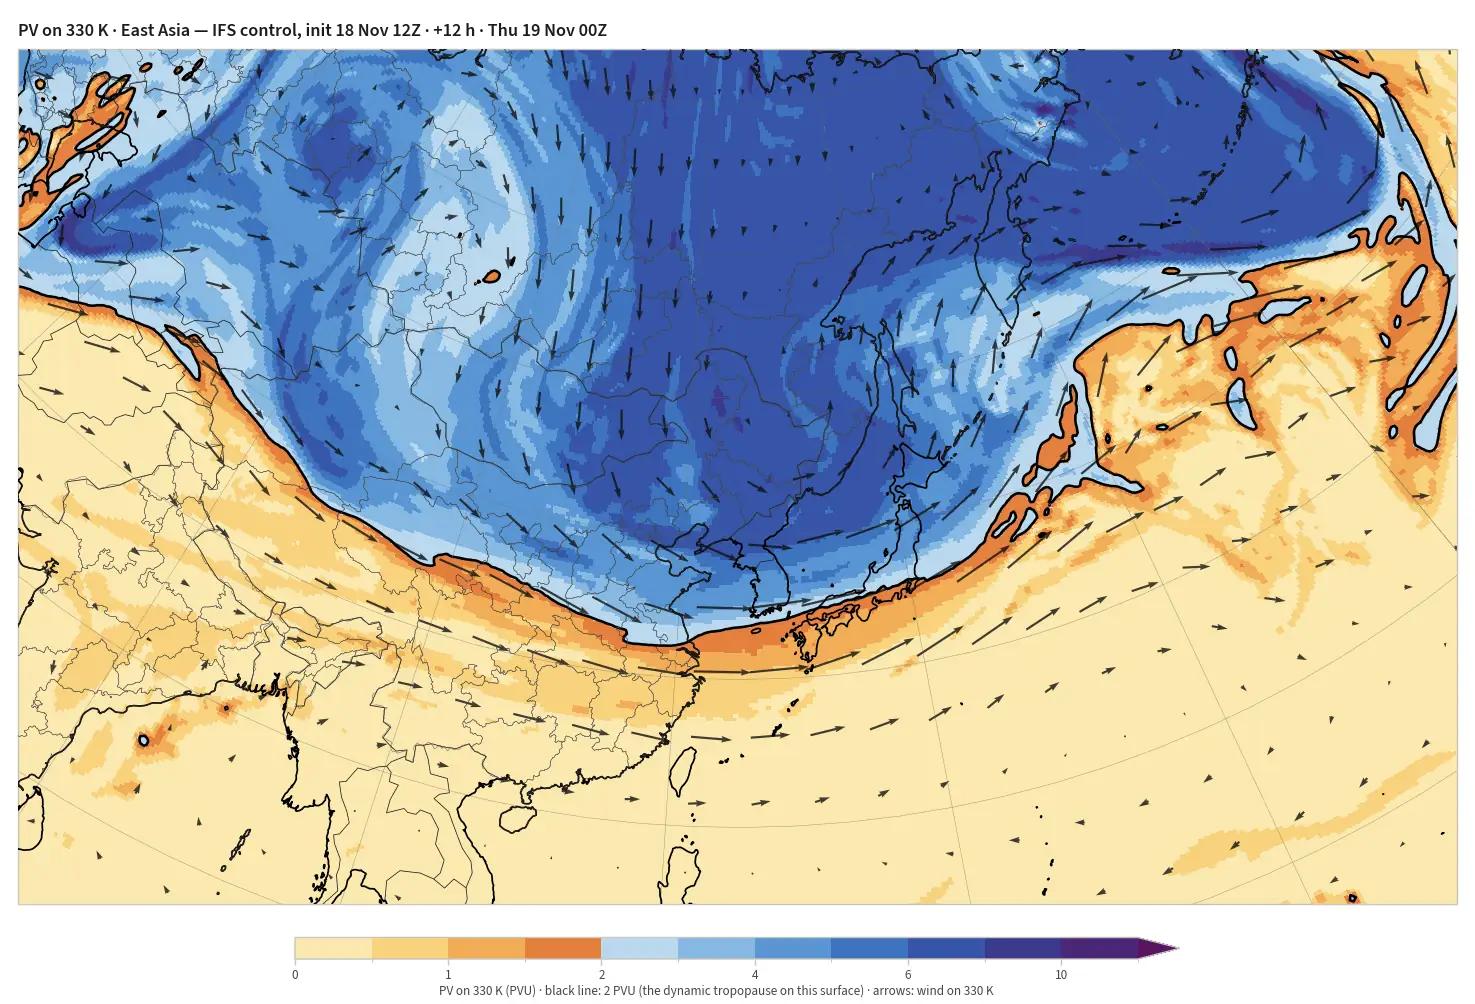 PV on 330 K · East Asia — IFS control, init 18 Nov 12Z · +12 h · Thu 19 Nov 00Z
0 1 2 4 6 10
PV on 330 K (PVU) · black line: 2 PVU (the dynamic tropopause on this surface) · arrows: wind on 330 K